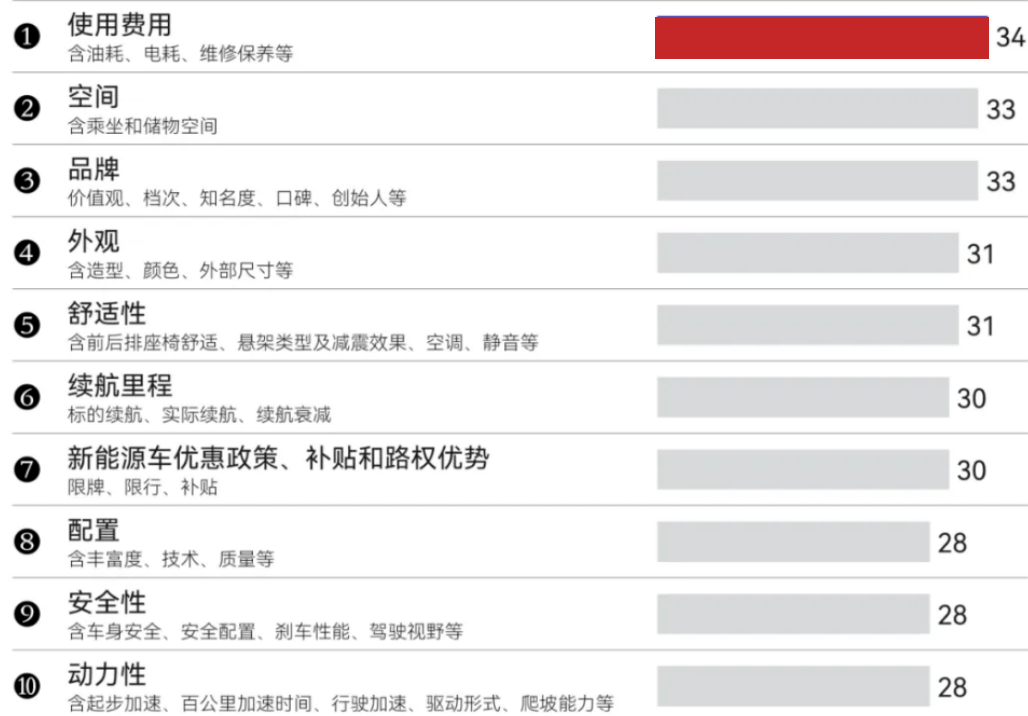 ❶ 使用费用 34
含油耗、电耗、维修保养等
❷ 空间 33
含乘坐和储物空间
❸ 品牌 33
价值观、档次、知名度、口碑、创始人等
❹ 外观 31
含造型、颜色、外部尺寸等
❺ 舒适性 31
含前后排座椅舒适、悬架类型及减震效果、空调、静音等
❻ 续航里程 30
标的续航、实际续航、续航衰减
❼ 新能源车优惠政策、补贴和路权优势 30
限牌、限行、补贴
❽ 配置 28
含丰富度、技术、质量等
❾ 安全性 28
含车身安全、安全配置、刹车性能、驾驶视野等
❿ 动力性 28
含起步加速、百公里加速时间、行驶加速、驱动形式、爬坡能力等